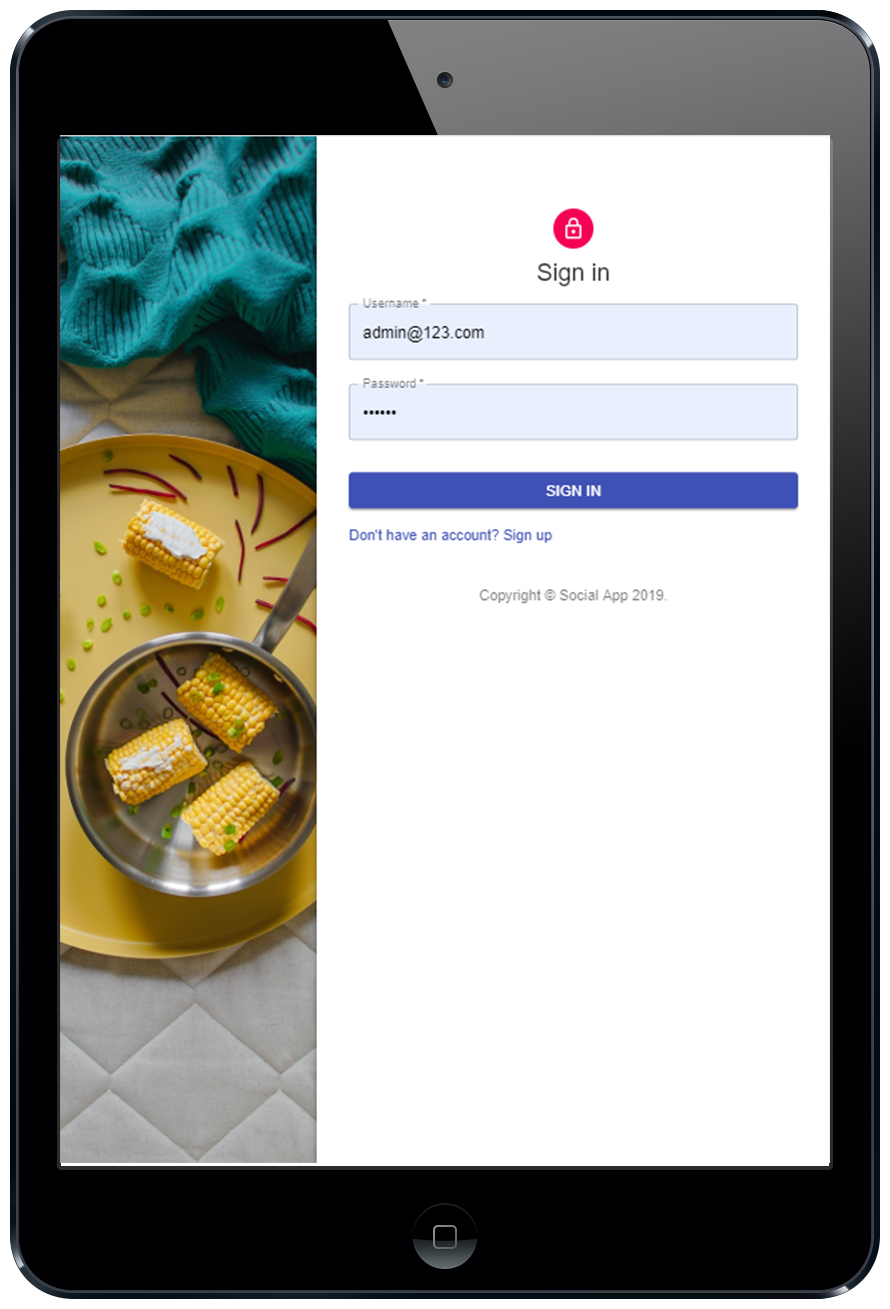 Sign in
Username *
admin@123.com
Password *
••••••
SIGN IN
Don't have an account? Sign up
Copyright © Social App 2019.